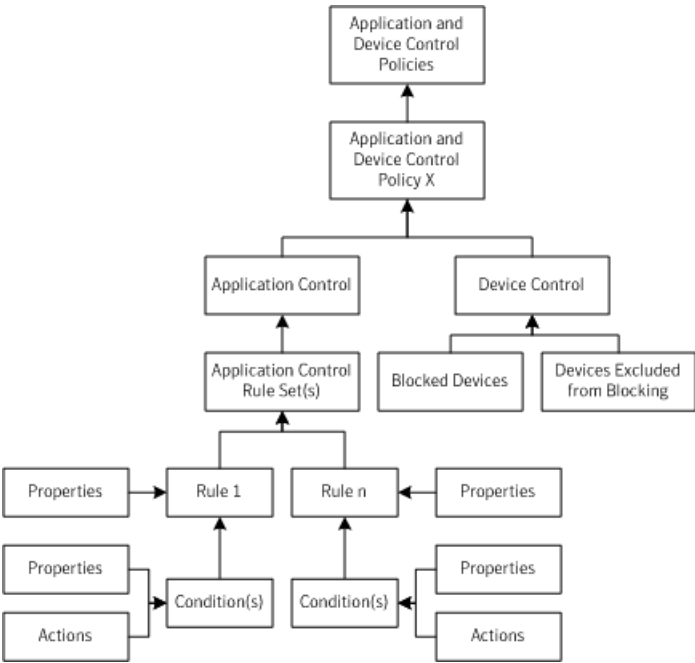 Application and
Device Control
Policies
Application and
Device Control
Policy X
Application Control
Device Control
Application Control
Rule Set(s)
Blocked Devices
Devices Excluded
from Blocking
Properties
Rule 1
Rule n
Properties
Properties
Condition(s)
Condition(s)
Properties
Actions
Actions